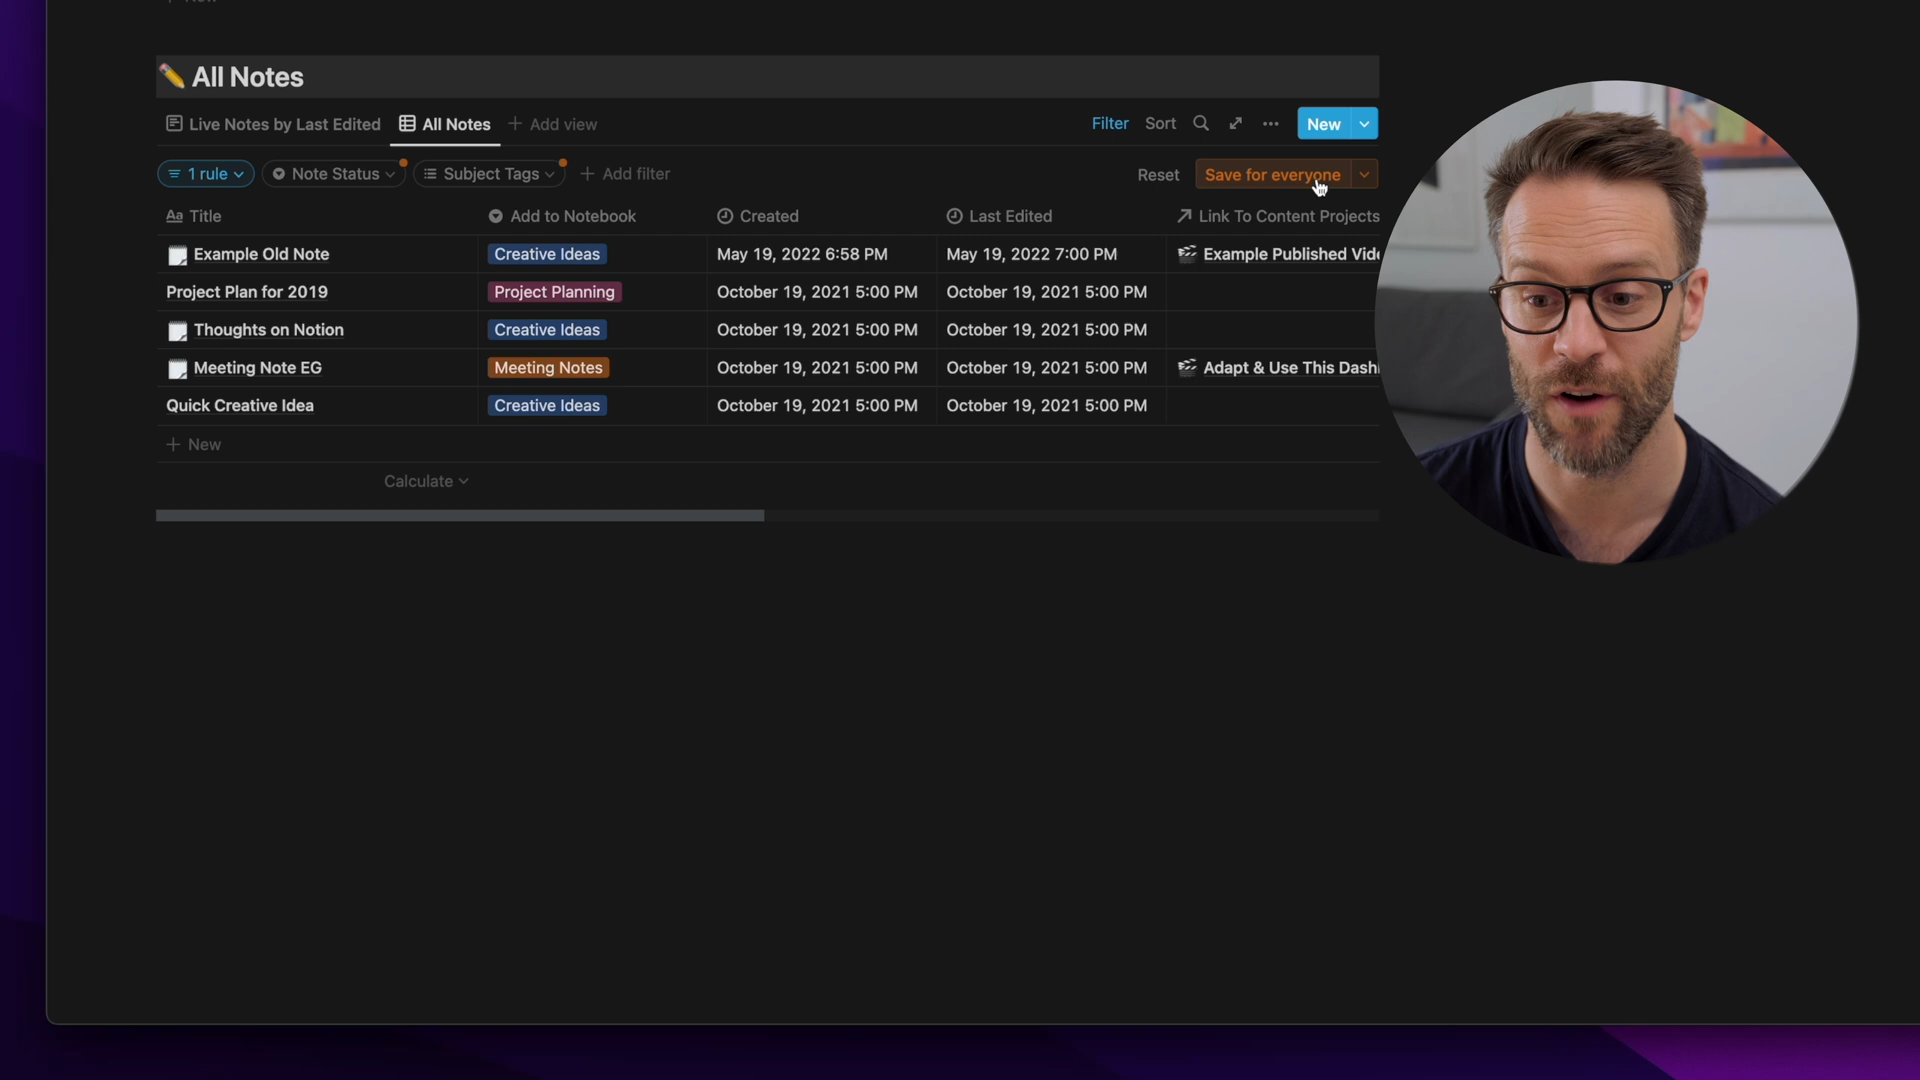 All Notes
Live Notes by Last Edited All Notes Add view Filter Sort New
1 rule Note Status Subject Tags Add filter Reset Save for everyone
Aa Title Add to Notebook Created Last Edited Link To Content Projects
Example Old Note Creative Ideas May 19, 2022 6:58 PM May 19, 2022 7:00 PM Example Published
Project Plan for 2019 Project Planning October 19, 2021 5:00 PM October 19, 2021 5:00 PM
Thoughts on Notion Creative Ideas October 19, 2021 5:00 PM October 19, 2021 5:00 PM
Meeting Note EG Meeting Notes October 19, 2021 5:00 PM October 19, 2021 5:00 PM Adapt & Use This
Quick Creative Idea Creative Ideas October 19, 2021 5:00 PM October 19, 2021 5:00 PM
New
Calculate